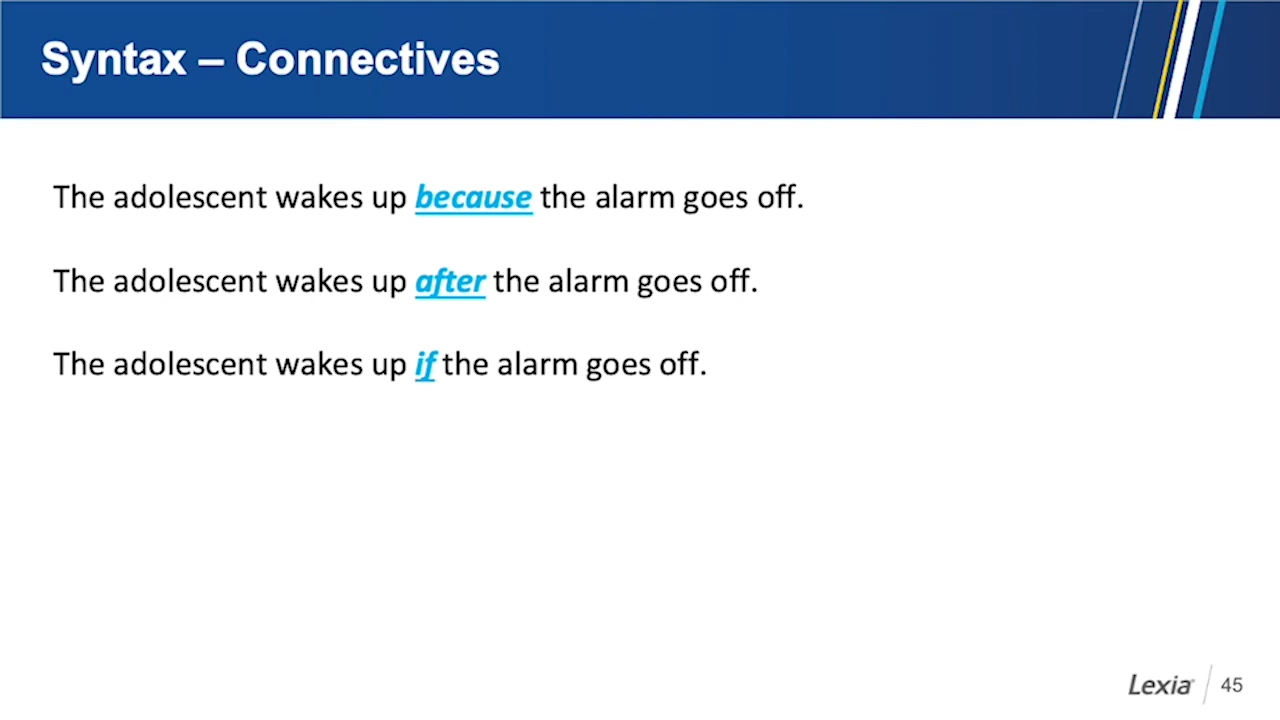 Syntax – Connectives
The adolescent wakes up because the alarm goes off.
The adolescent wakes up after the alarm goes off.
The adolescent wakes up if the alarm goes off.
Lexia 45